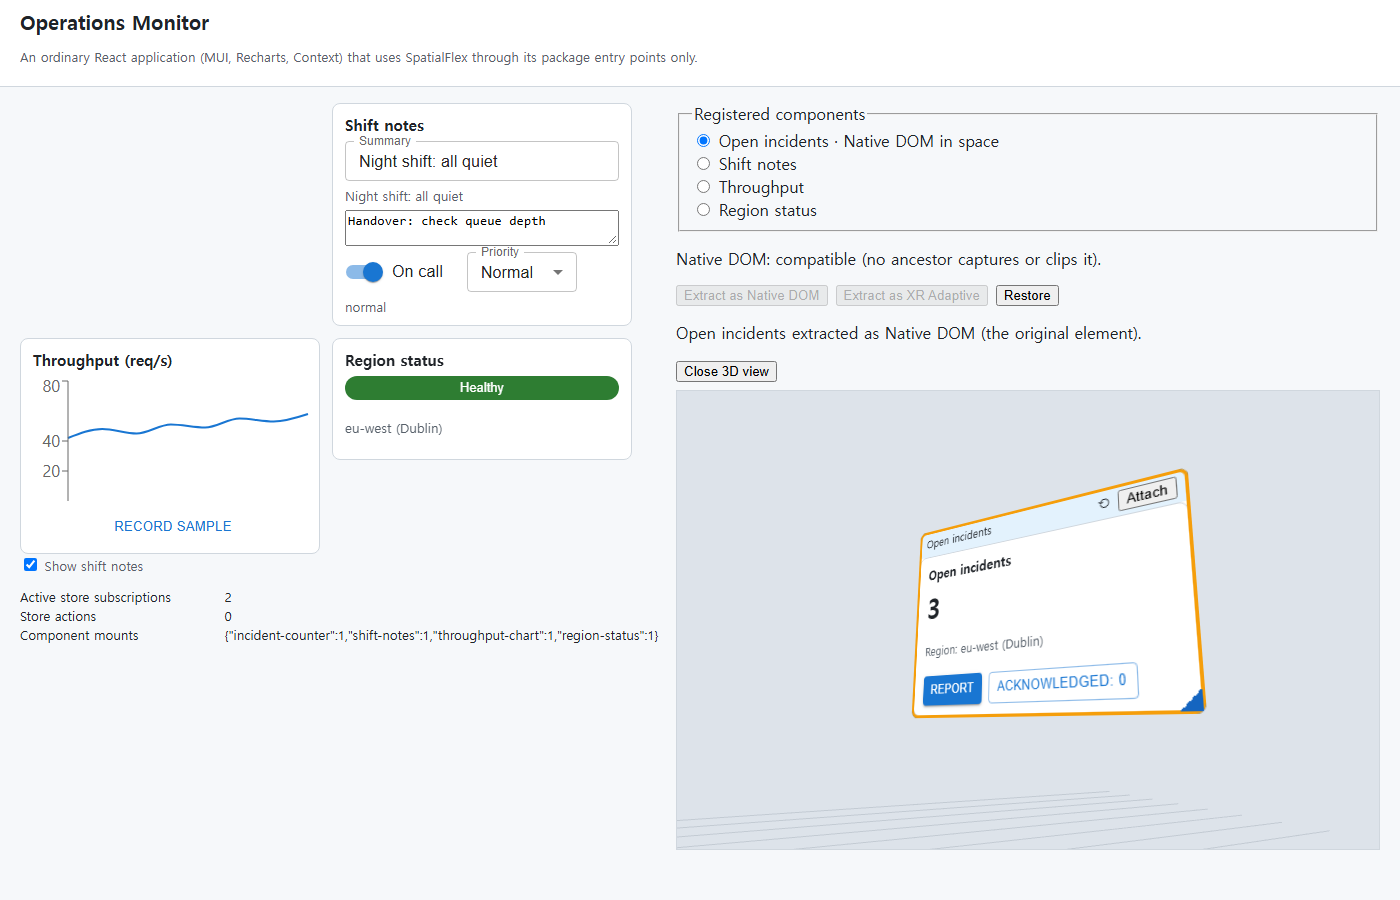 Operations Monitor
An ordinary React application (MUI, Recharts, Context) that uses SpatialFlex through its package entry points only.
Shift notes
Summary
Night shift: all quiet
Night shift: all quiet
Handover: check queue depth
On call
Priority
Normal
normal
Throughput (req/s)
80
40
20
RECORD SAMPLE
Region status
Healthy
eu-west (Dublin)
Show shift notes
Active store subscriptions 2
Store actions 0
Component mounts {"incident-counter":1,"shift-notes":1,"throughput-chart":1,"region-status":1}
Registered components
Open incidents · Native DOM in space
Shift notes
Throughput
Region status
Native DOM: compatible (no ancestor captures or clips it).
Extract as Native DOM Extract as XR Adaptive Restore
Open incidents extracted as Native DOM (the original element).
Close 3D view
Open incidents ⟲ Attach
Open incidents
3
Region: eu-west (Dublin)
REPORT ACKNOWLEDGED: 0